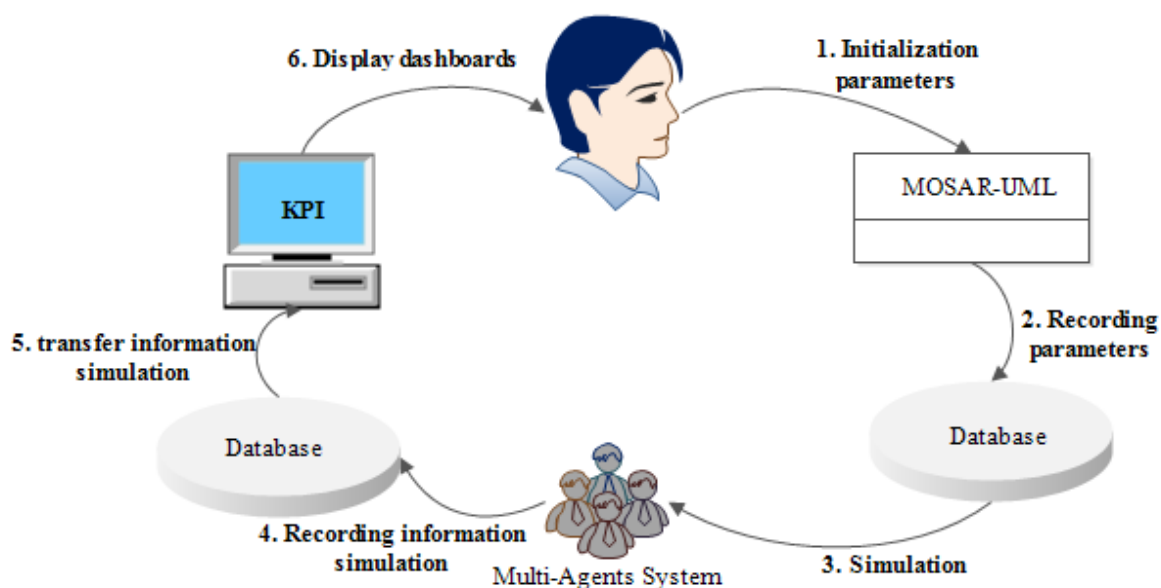 6. Display dashboards
1. Initialization
parameters
KPI
MOSAR-UML
2. Recording
parameters
5. transfer information
simulation
Database
Database
4. Recording information
simulation
3. Simulation
Multi-Agents System